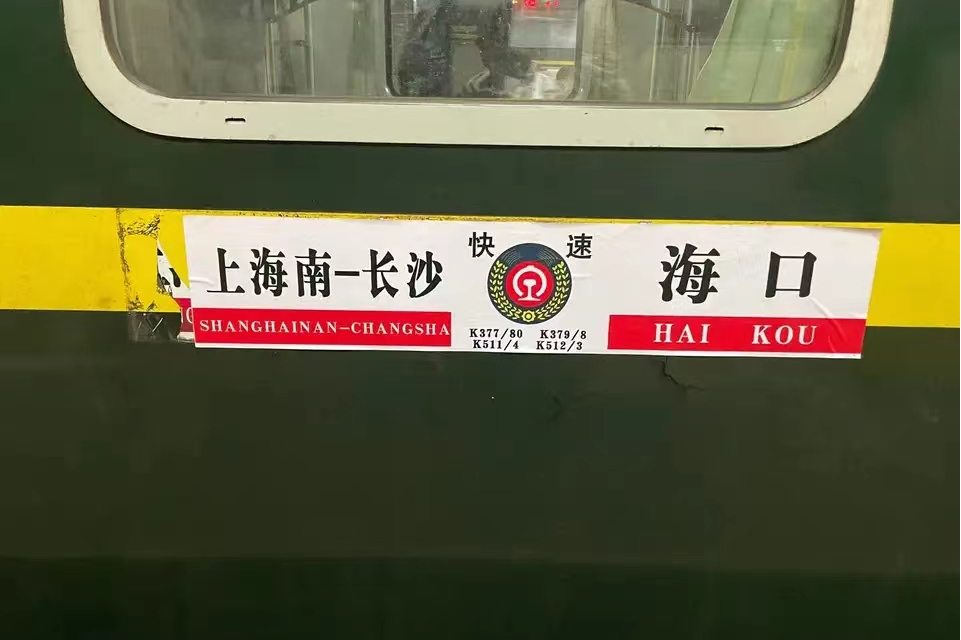 上海南-长沙
SHANGHAINAN-CHANGSHA
快速
K377/80 K379/8
K511/4 K512/3
海口
HAI KOU